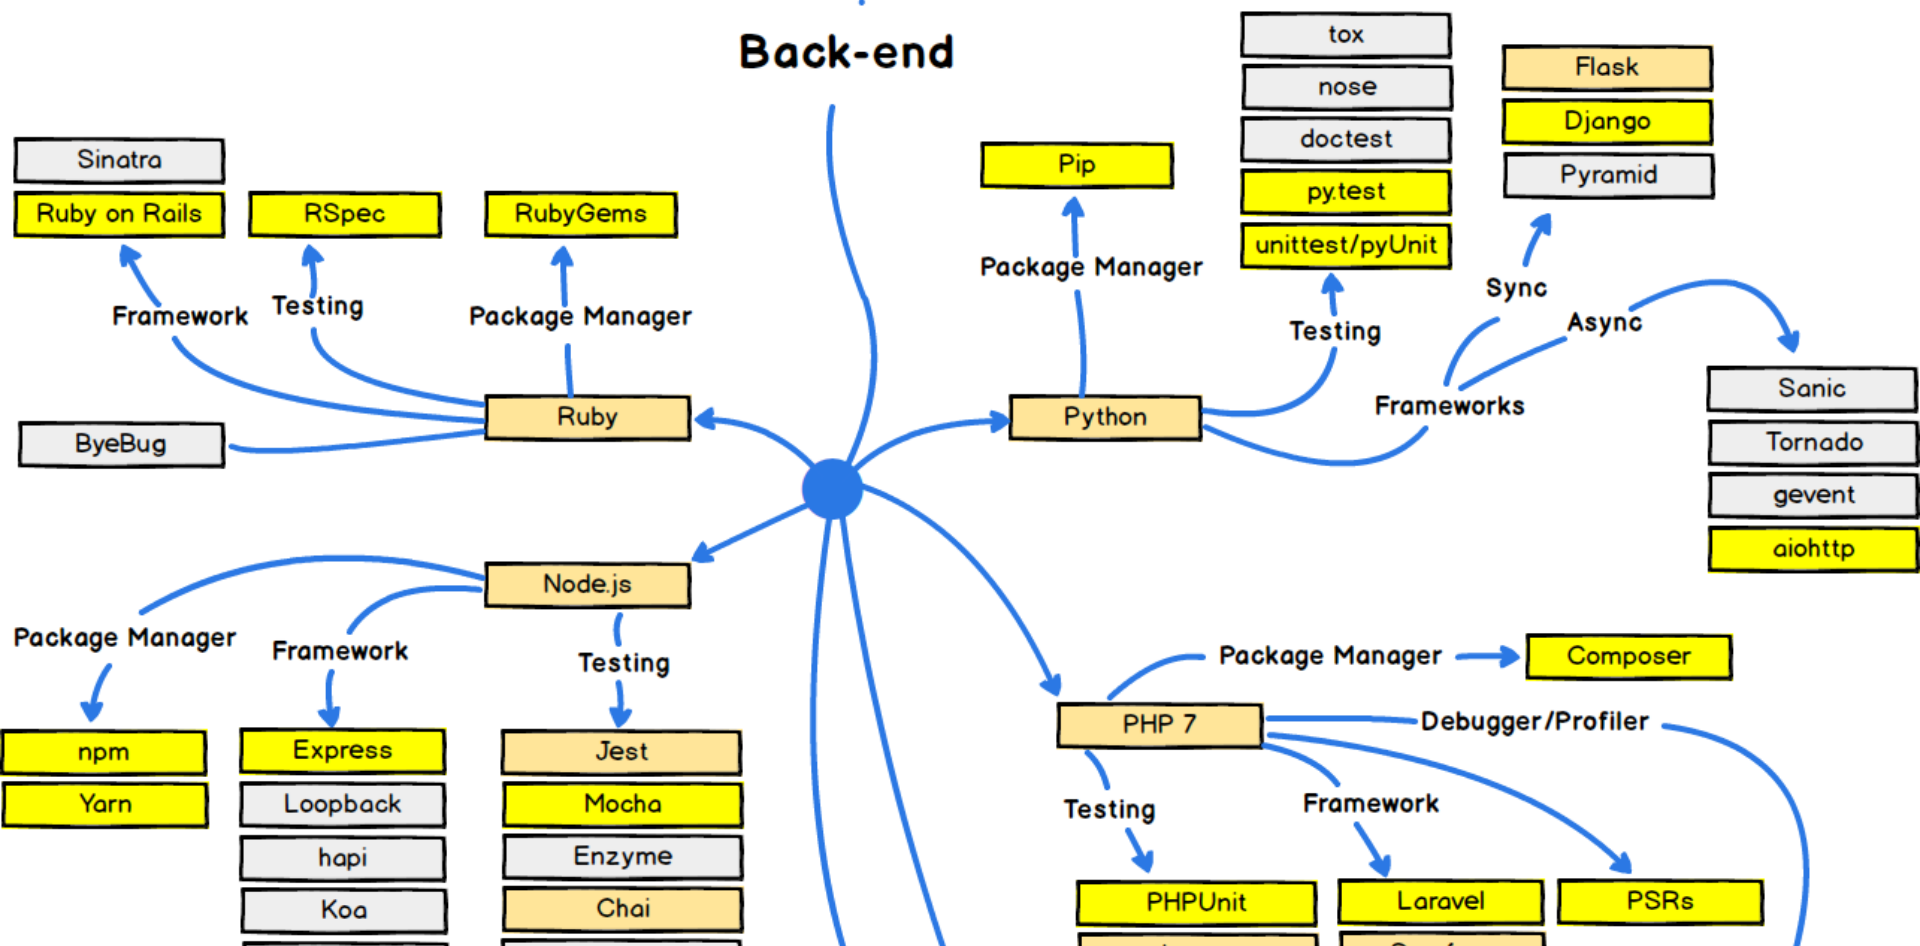 Back-end
Sinatra
Ruby on Rails
RSpec
RubyGems
Framework
Testing
Package Manager
Ruby
ByeBug
Pip
Package Manager
Python
tox
nose
doctest
py.test
unittest/pyUnit
Testing
Flask
Django
Pyramid
Sync
Async
Frameworks
Sanic
Tornado
gevent
aiohttp
Node.js
Package Manager
npm
Yarn
Framework
Express
Loopback
hapi
Koa
Testing
Jest
Mocha
Enzyme
Chai
PHP 7
Package Manager
Composer
Debugger/Profiler
Testing
PHPUnit
Framework
Laravel
PSRs